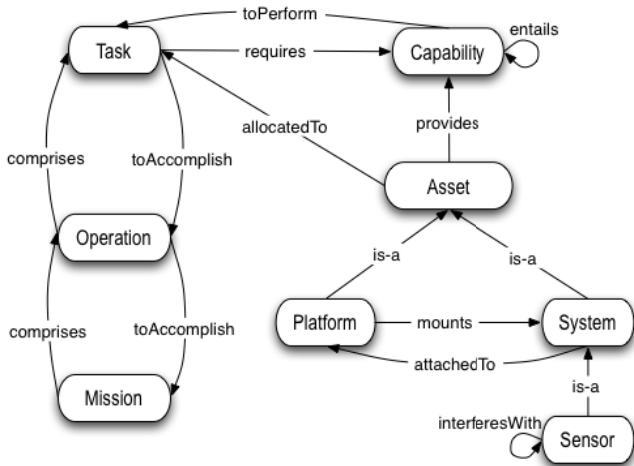 toPerform
Task
requires
Capability
entails
allocatedTo
provides
comprises
toAccomplish
Asset
Operation
is-a
is-a
comprises
toAccomplish
Platform
mounts
System
attachedTo
is-a
Mission
interferesWith
Sensor